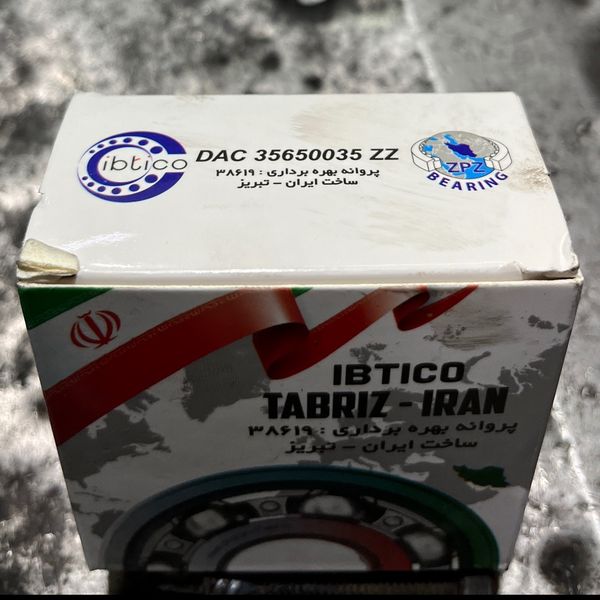 ibtico
DAC 35650035 ZZ
پروانه بهره برداری : ۳۸۶۱۹
ساخت ایران - تبریز
ZPZ
BEARING
IBTICO
TABRIZ - IRAN
پروانه بهره برداری : ۳۸۶۱۹
ساخت ایران - تبریز